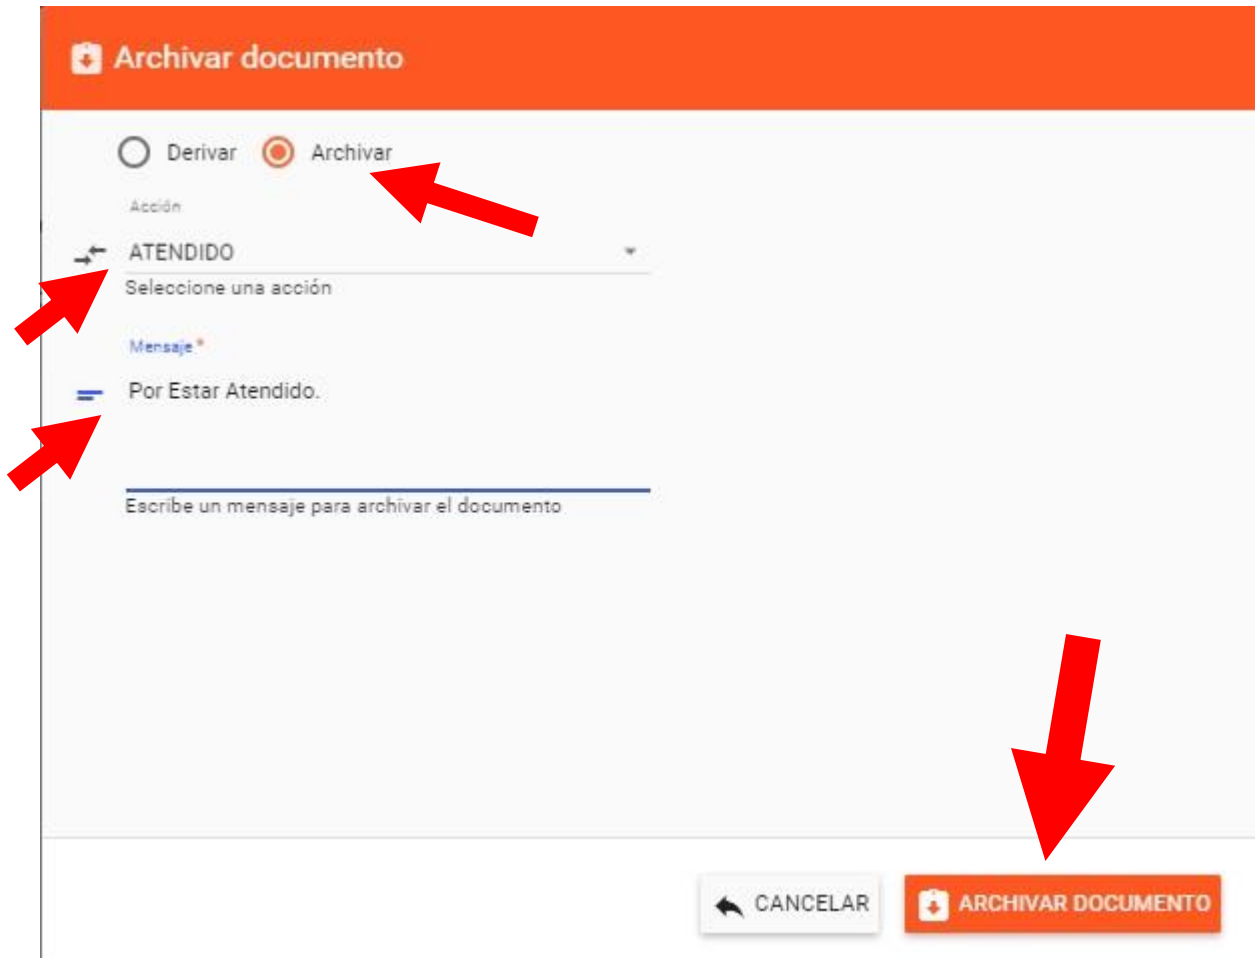 Archivar documento
Derivar Archivar
Acción
ATENDIDO
Seleccione una acción
Mensaje *
Por Estar Atendido.
Escribe un mensaje para archivar el documento
CANCELAR ARCHIVAR DOCUMENTO